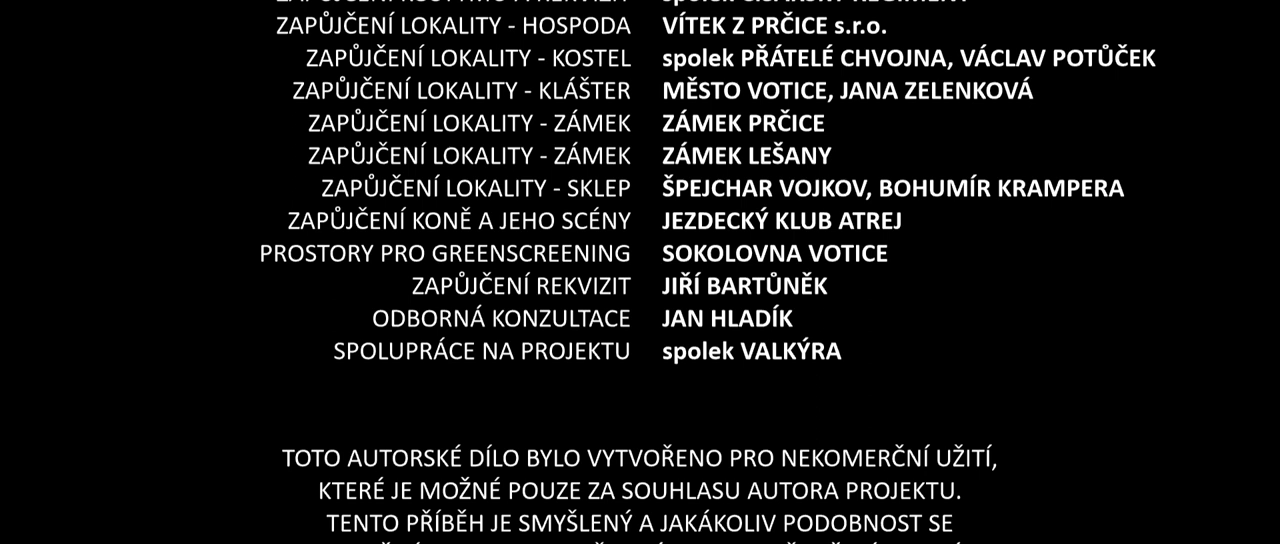 ZAPŮJČENÍ LOKALITY - HOSPODA VÍTEK Z PRČICE s.r.o.
ZAPŮJČENÍ LOKALITY - KOSTEL spolek PŘÁTELÉ CHVOJNA, VÁCLAV POTŮČEK
ZAPŮJČENÍ LOKALITY - KLÁŠTER MĚSTO VOTICE, JANA ZELENKOVÁ
ZAPŮJČENÍ LOKALITY - ZÁMEK ZÁMEK PRČICE
ZAPŮJČENÍ LOKALITY - ZÁMEK ZÁMEK LEŠANY
ZAPŮJČENÍ LOKALITY - SKLEP ŠPEJCHAR VOJKOV, BOHUMÍR KRAMPERA
ZAPŮJČENÍ KONĚ A JEHO SCÉNY JEZDECKÝ KLUB ATREJ
PROSTORY PRO GREENSCREENING SOKOLOVNA VOTICE
ZAPŮJČENÍ REKVIZIT JIŘÍ BARTŮNĚK
ODBORNÁ KONZULTACE JAN HLADÍK
SPOLUPRÁCE NA PROJEKTU spolek VALKÝRA
TOTO AUTORSKÉ DÍLO BYLO VYTVOŘENO PRO NEKOMERČNÍ UŽITÍ,
KTERÉ JE MOŽNÉ POUZE ZA SOUHLASU AUTORA PROJEKTU.
TENTO PŘÍBĚH JE SMYŠLENÝ A JAKÁKOLIV PODOBNOST SE